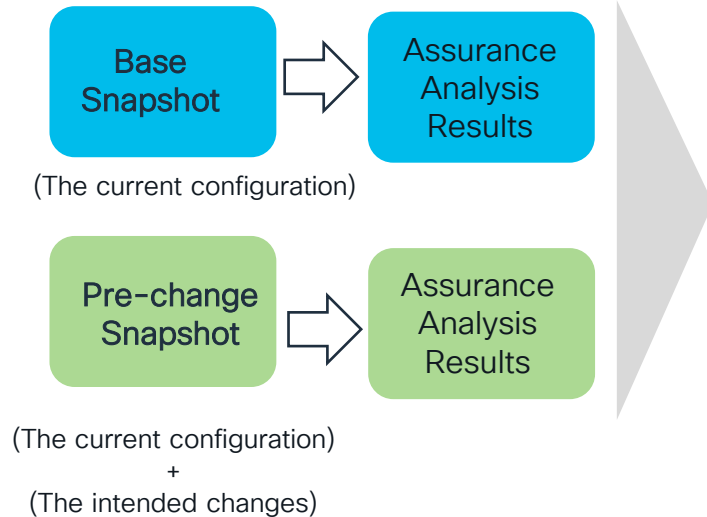 Base
Snapshot
Assurance
Analysis
Results
(The current configuration)
Pre-change
Snapshot
Assurance
Analysis
Results
(The current configuration)
+
(The intended changes)